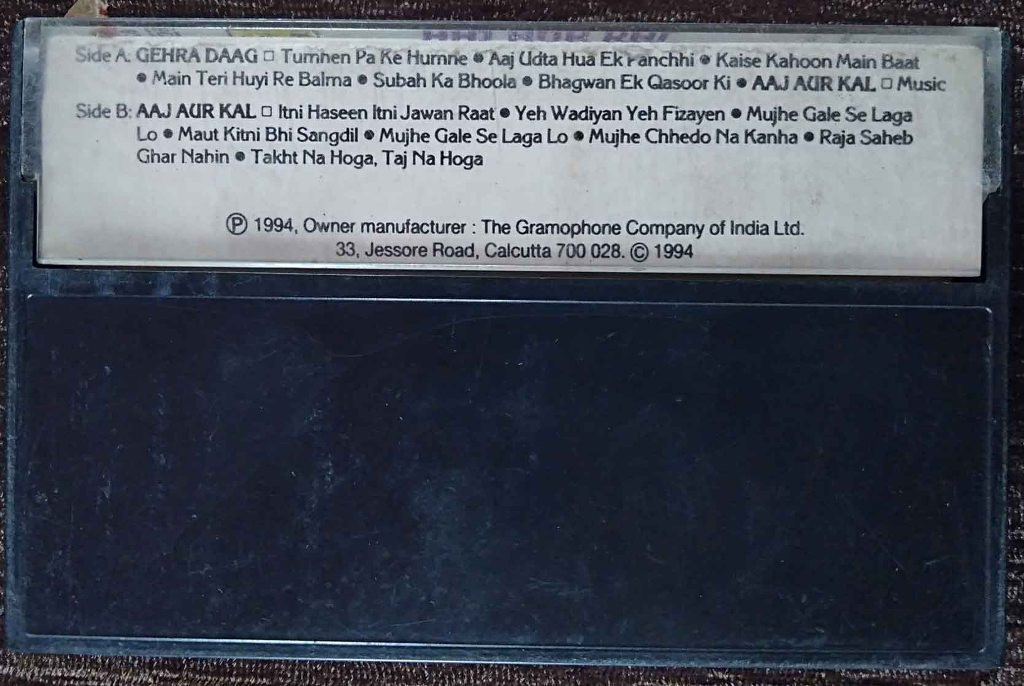 Side A: GEHRA DAAG □ Tumhen Pa Ke Humne ● Aaj Udta Hua Ek Panchhi ● Kaise Kahoon Main Baat
● Main Teri Huyi Re Balma ● Subah Ka Bhoola ● Bhagwan Ek Qasoor Ki ● AAJ AUR KAL □ Music
Side B: AAJ AUR KAL □ Itni Haseen Itni Jawan Raat ● Yeh Wadiyan Yeh Fizayen ● Mujhe Gale Se Laga
Lo ● Maut Kitni Bhi Sangdil ● Mujhe Gale Se Laga Lo ● Mujhe Chhedo Na Kanha ● Raja Saheb
Ghar Nahin ● Takht Na Hoga, Taj Na Hoga
℗ 1994, Owner manufacturer : The Gramophone Company of India Ltd.
33, Jessore Road, Calcutta 700 028. © 1994